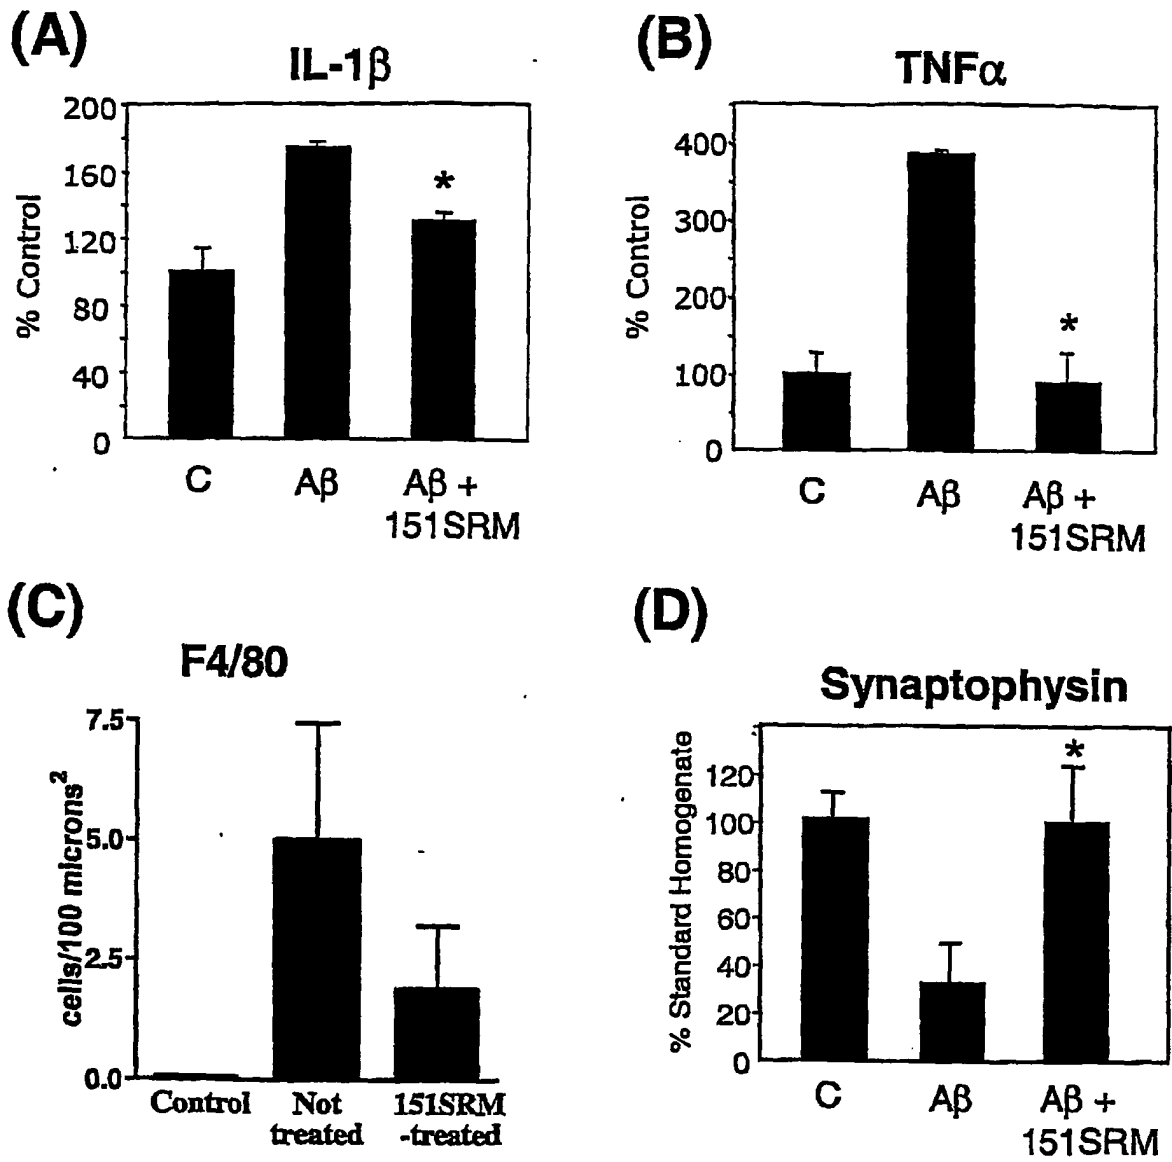 (A)
IL-1β
% Control
200
160
120
80
40
0
*
C
Aβ
Aβ +
151SRM
(B)
TNFα
% Control
400
300
200
100
0
*
C
Aβ
Aβ +
151SRM
(C)
F4/80
cells/100 microns²
7.5
5.0
2.5
0.0
Control
Not
treated
151SRM
-treated
(D)
Synaptophysin
% Standard Homogenate
120
100
80
60
40
20
0
*
C
Aβ
Aβ +
151SRM